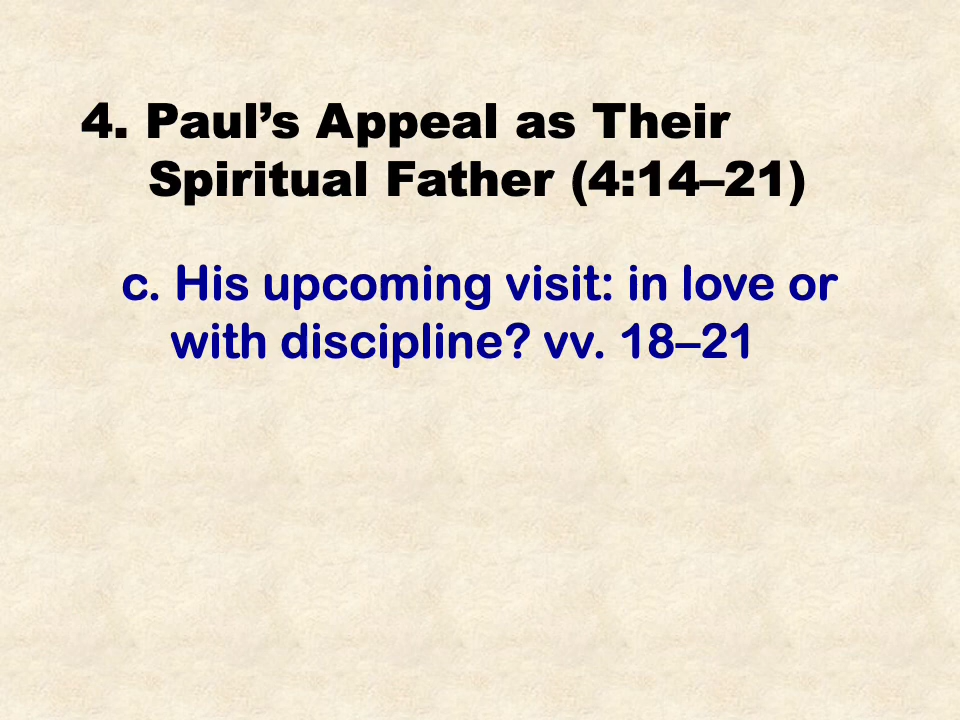 4. Paul’s Appeal as Their
Spiritual Father (4:14–21)
c. His upcoming visit: in love or
with discipline? vv. 18–21